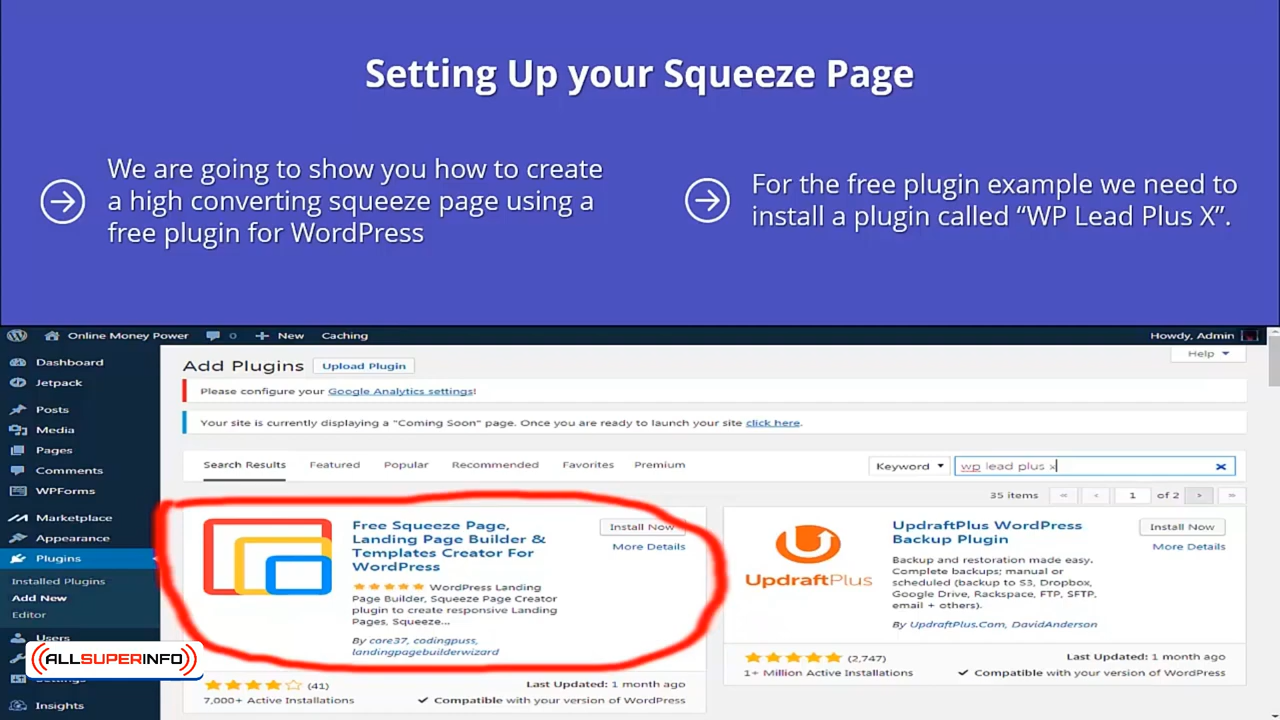 Setting Up your Squeeze Page
We are going to show you how to create
a high converting squeeze page using a
free plugin for WordPress
For the free plugin example we need to
install a plugin called “WP Lead Plus X”.
Online Money Power
0
New
Caching
Howdy, Admin
Dashboard
Jetpack
Posts
Media
Pages
Comments
WPForms
Marketplace
Appearance
Plugins
Installed Plugins
Add New
Editor
Users
ALLSUPERINFO
Settings
Insights
Add Plugins
Upload Plugin
Help
Please configure your Google Analytics settings!
Your site is currently displaying a "Coming Soon" page. Once you are ready to launch your site click here.
Search Results
Featured
Popular
Recommended
Favorites
Premium
Keyword
wp lead plus x
35 items
«
‹
1
of 2
›
»
Free Squeeze Page,
Landing Page Builder &
Templates Creator For
WordPress
Install Now
More Details
WordPress Landing
Page Builder, Squeeze Page Creator
plugin to create responsive Landing
Pages, Squeeze...
By core37, codingpuss,
landingpagebuilderwizard
(41)
7,000+ Active Installations
Last Updated: 1 month ago
Compatible with your version of WordPress
UpdraftPlus
UpdraftPlus WordPress
Backup Plugin
Install Now
More Details
Backup and restoration made easy.
Complete backups; manual or
scheduled (backup to S3, Dropbox,
Google Drive, Rackspace, FTP, SFTP,
email + others).
By UpdraftPlus.Com, DavidAnderson
(2,747)
1+ Million Active Installations
Last Updated: 1 month ago
Compatible with your version of WordPress